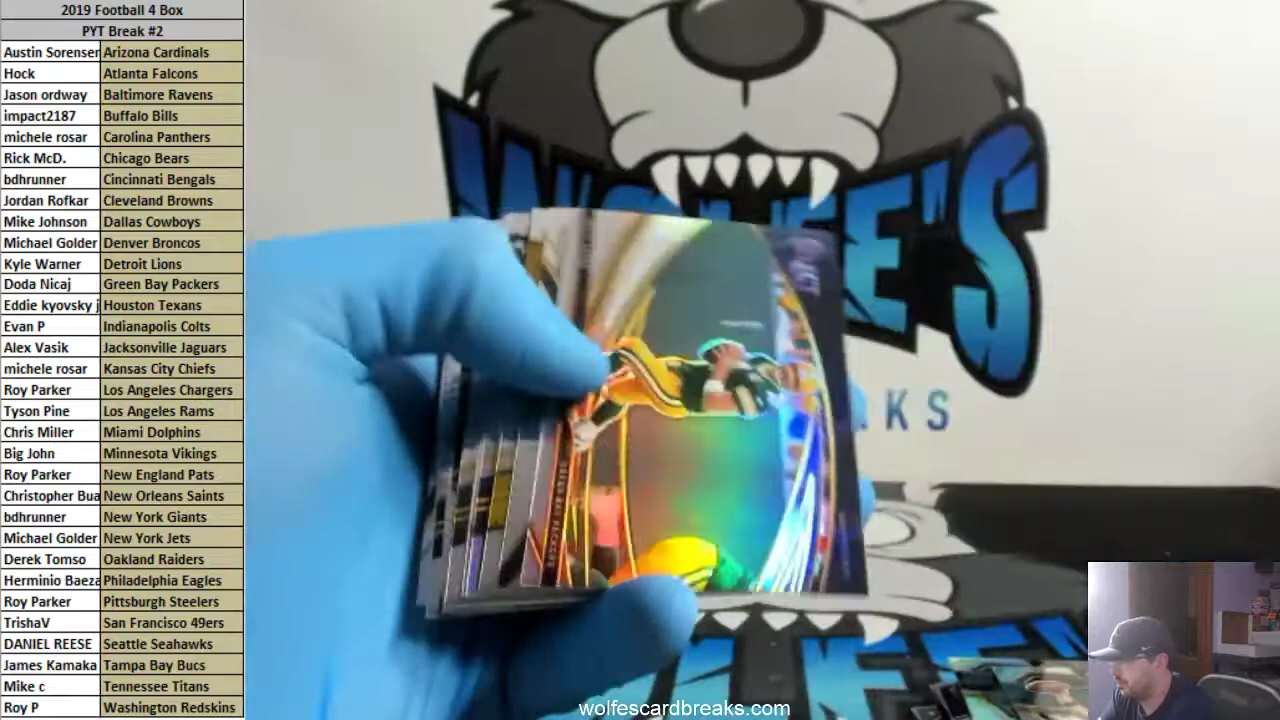 2019 Football 4 Box
PYT Break #2
Austin Sorensen Arizona Cardinals
Hock Atlanta Falcons
Jason ordway Baltimore Ravens
impact2187 Buffalo Bills
michele rosar Carolina Panthers
Rick McD. Chicago Bears
bdhrunner Cincinnati Bengals
Jordan Rofkar Cleveland Browns
Mike Johnson Dallas Cowboys
Michael Golder Denver Broncos
Kyle Warner Detroit Lions
Doda Nicaj Green Bay Packers
Eddie kyovsky j Houston Texans
Evan P Indianapolis Colts
Alex Vasik Jacksonville Jaguars
michele rosar Kansas City Chiefs
Roy Parker Los Angeles Chargers
Tyson Pine Los Angeles Rams
Chris Miller Miami Dolphins
Big John Minnesota Vikings
Roy Parker New England Pats
Christopher Bua New Orleans Saints
bdhrunner New York Giants
Michael Golder New York Jets
Derek Tomso Oakland Raiders
Herminio Baeza Philadelphia Eagles
Roy Parker Pittsburgh Steelers
TrishaV San Francisco 49ers
DANIEL REESE Seattle Seahawks
James Kamaka Tampa Bay Bucs
Mike c Tennessee Titans
Roy P Washington Redskins
WOLFE'S
KS
GREEN BAY PACKERS
wolfescardbreaks.com